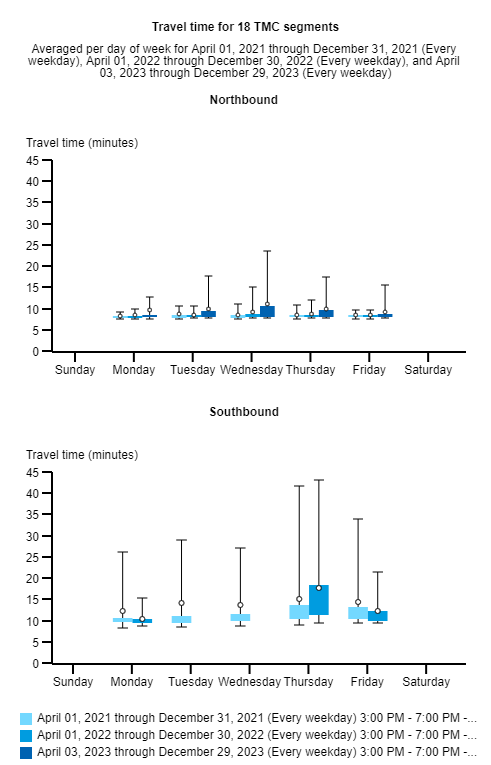 Travel time for 18 TMC segments
Averaged per day of week for April 01, 2021 through December 31, 2021 (Every
weekday), April 01, 2022 through December 30, 2022 (Every weekday), and April
03, 2023 through December 29, 2023 (Every weekday)
Northbound
Travel time (minutes)
45
40
35
30
25
20
15
10
5
0
Sunday Monday Tuesday Wednesday Thursday Friday Saturday
Southbound
Travel time (minutes)
45
40
35
30
25
20
15
10
5
0
Sunday Monday Tuesday Wednesday Thursday Friday Saturday
April 01, 2021 through December 31, 2021 (Every weekday) 3:00 PM - 7:00 PM -...
April 01, 2022 through December 30, 2022 (Every weekday) 3:00 PM - 7:00 PM -...
April 03, 2023 through December 29, 2023 (Every weekday) 3:00 PM - 7:00 PM -...